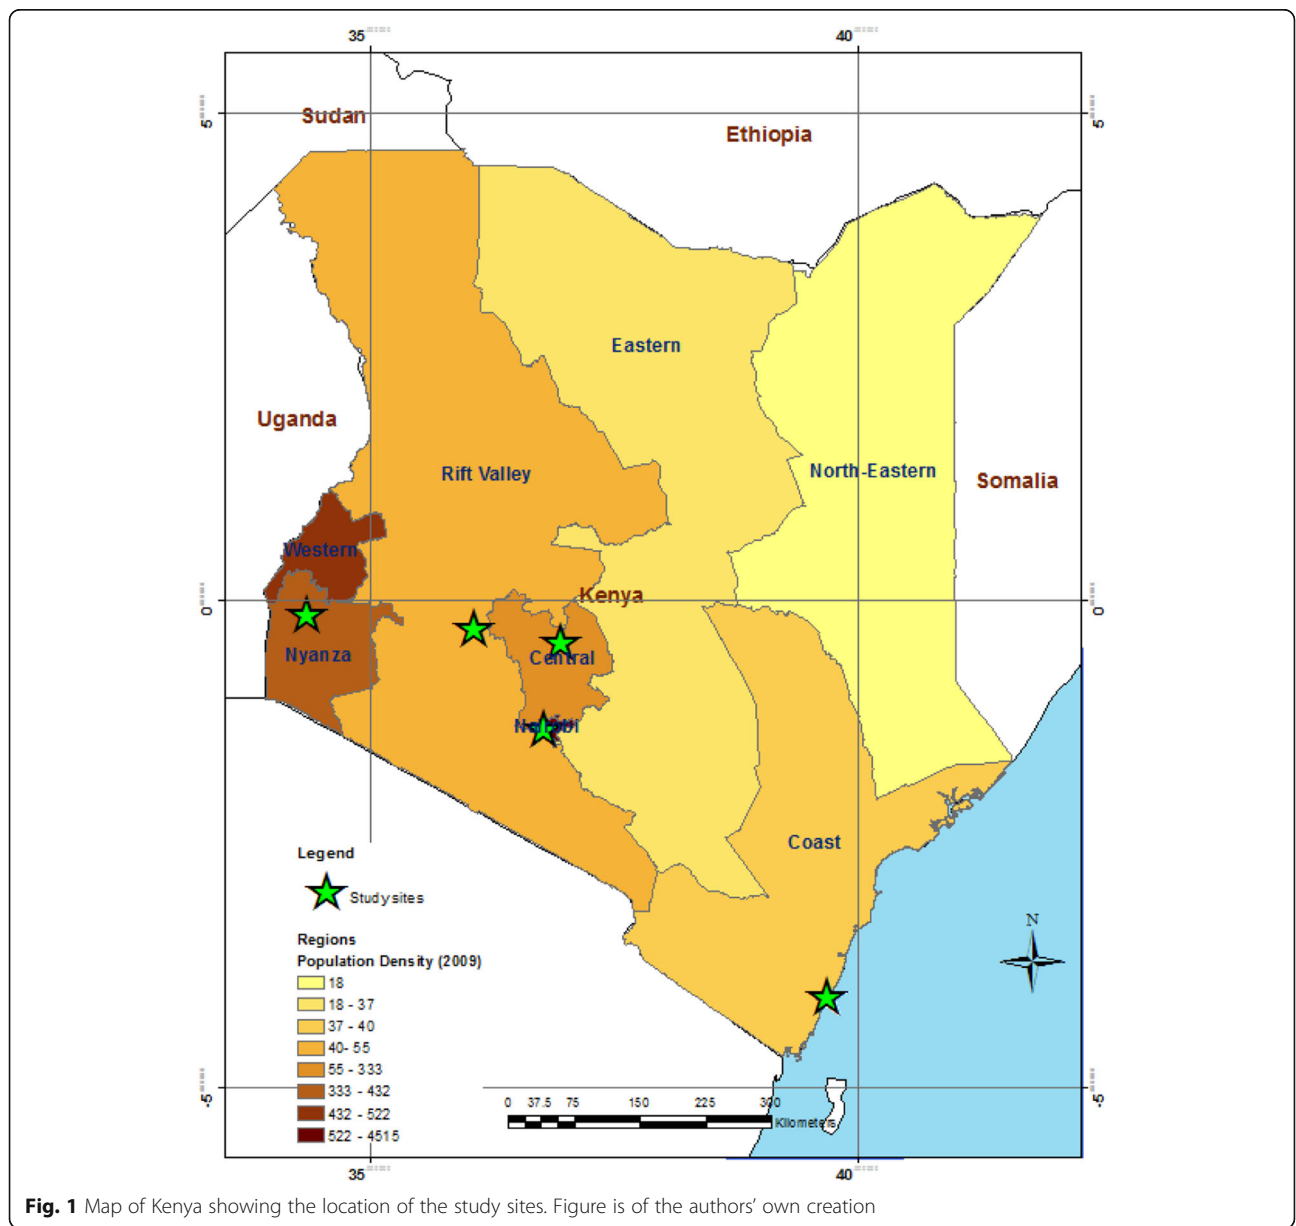 35
40
5
5
Sudan
Ethiopia
Eastern
Uganda
Rift Valley
North-Eastern
Somalia
Western
Kenya
0
0
Nyanza
Central
Nairobi
Coast
Legend
Study sites
N
Regions
Population Density (2009)
18
18 - 37
37 - 40
40- 55
55 - 333
333 - 432
432 - 522
522 - 4515
0 37.5 75 150 225 300
Kilometers
-5
-5
35
40
Fig. 1 Map of Kenya showing the location of the study sites. Figure is of the authors’ own creation